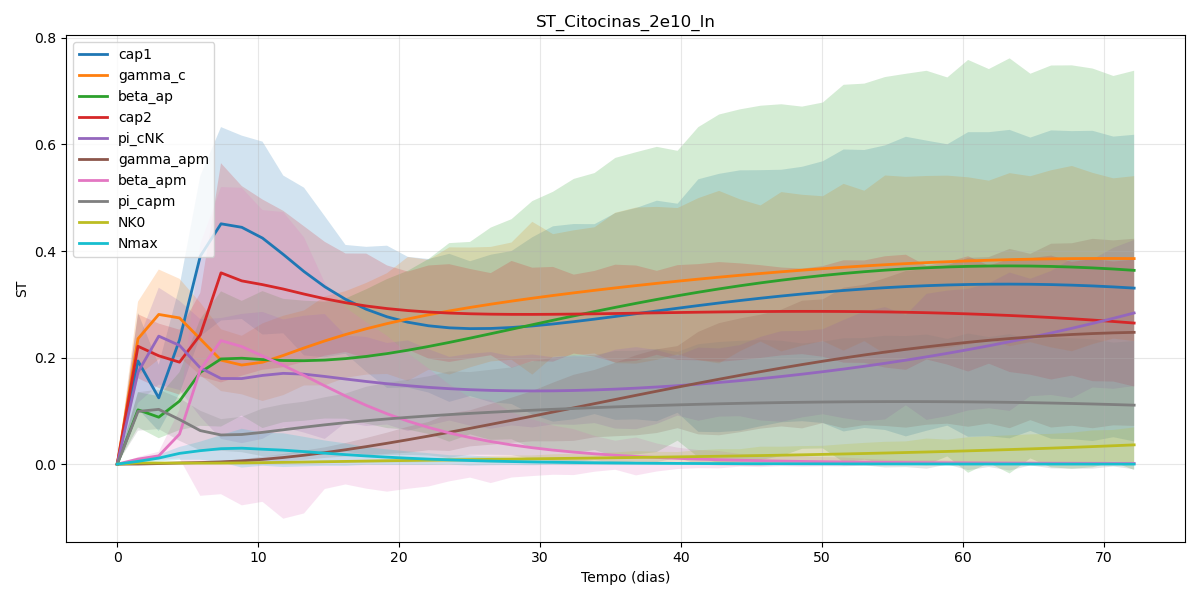 ST_Citocinas_2e10_In
ST
0.8
0.6
0.4
0.2
0.0
cap1
gamma_c
beta_ap
cap2
pi_cNK
gamma_apm
beta_apm
pi_capm
NK0
Nmax
0 10 20 30 40 50 60 70
Tempo (dias)